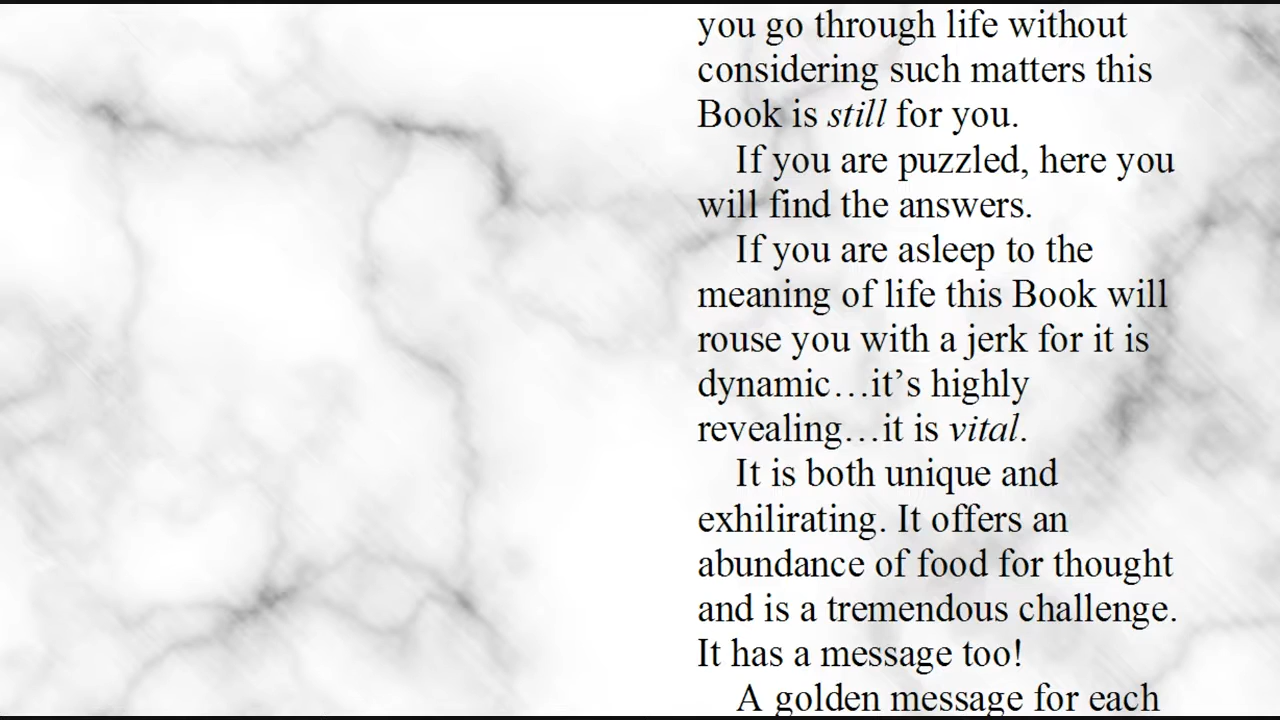 you go through life without
considering such matters this
Book is still for you.
If you are puzzled, here you
will find the answers.
If you are asleep to the
meaning of life this Book will
rouse you with a jerk for it is
dynamic…it’s highly
revealing…it is vital.
It is both unique and
exhilirating. It offers an
abundance of food for thought
and is a tremendous challenge.
It has a message too!
A golden message for each